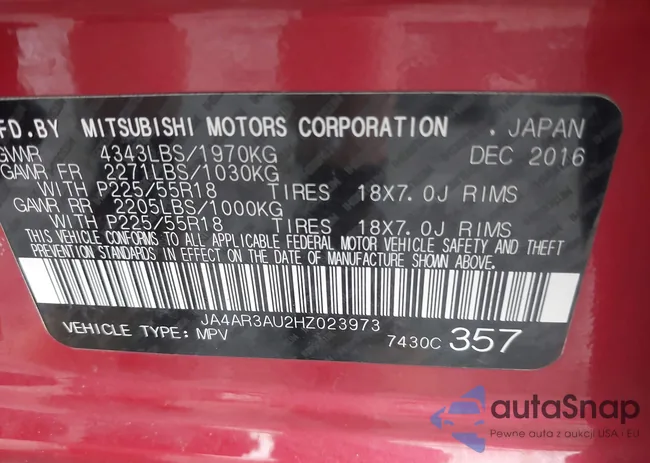 FD.BY MITSUBISHI MOTORS CORPORATION . JAPAN
GVWR 4343LBS/1970KG DEC 2016
GAWR FR 2271LBS/1030KG
WITH P225/55R18 TIRES 18X7.0J RIMS
GAWR RR 2205LBS/1000KG
WITH P225/55R18 TIRES 18X7.0J RIMS
THIS VEHICLE CONFORMS TO ALL APPLICABLE FEDERAL MOTOR VEHICLE SAFETY AND THEFT
PREVENTION STANDARDS IN EFFECT ON THE DATE OF MANUFACTURE SHOWN ABOVE.
JA4AR3AU2HZ023973
VEHICLE TYPE: MPV 7430C 357
autoSnap
Pewne auta z aukcji USA - EU